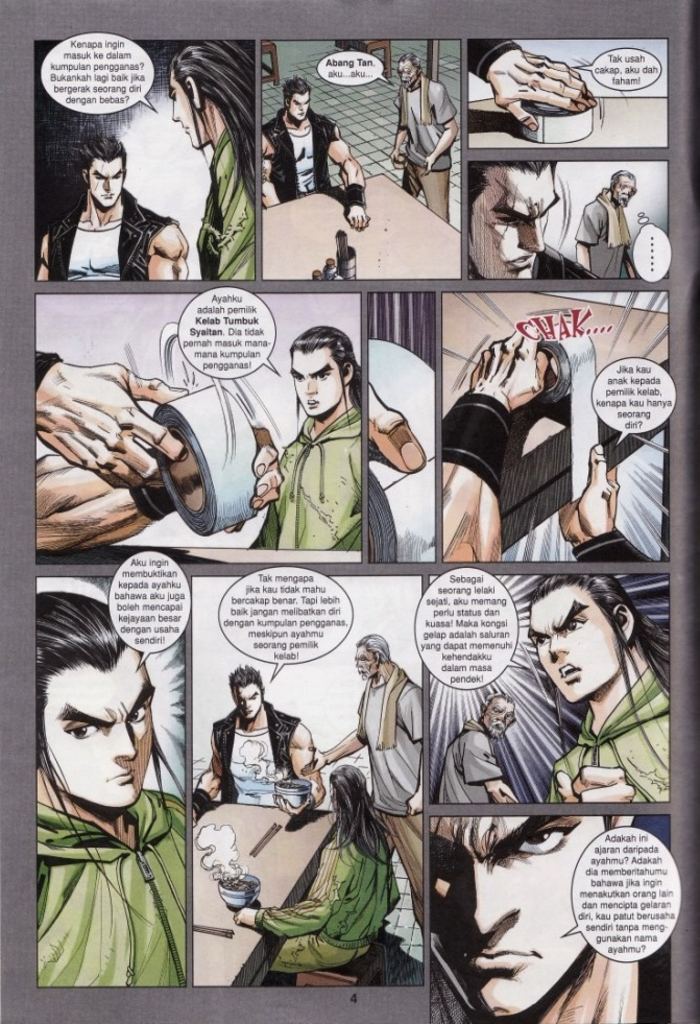 Kenapa ingin
masuk ke dalam
kumpulan pengganas?
Bukankah lagi baik jika
bergerak seorang diri
dengan bebas?
Abang Tan,
aku...aku...
Tak usah
cakap, aku dah
faham!
......
Ayahku
adalah pemilik
Kelab Tumbuk
Syaitan. Dia tidak
pernah masuk mana-
mana kumpulan
pengganas!
CHAK....
Jika kau
anak kepada
pemilik kelab,
kenapa kau hanya
seorang
diri?
Aku ingin
membuktikan
kepada ayahku
bahawa aku juga
boleh mencapai
kejayaan besar
dengan usaha
sendiri!
Tak mengapa
jika kau tidak mahu
bercakap benar. Tapi lebih
baik jangan melibatkan diri
dengan kumpulan pengganas,
meskipun ayahmu
seorang pemilik
kelab!
Sebagai
seorang lelaki
sejati, aku memang
perlu status dan
kuasa! Maka kongsi
gelap adalah saluran
yang dapat memenuhi
kehendakku
dalam masa
pendek!
Adakah ini
ajaran daripada
ayahmu? Adakah
dia memberitahumu
bahawa jika ingin
menakutkan orang lain
dan mencipta gelaran
diri, kau patut berusaha
sendiri tanpa meng-
gunakan nama
ayahmu?
4